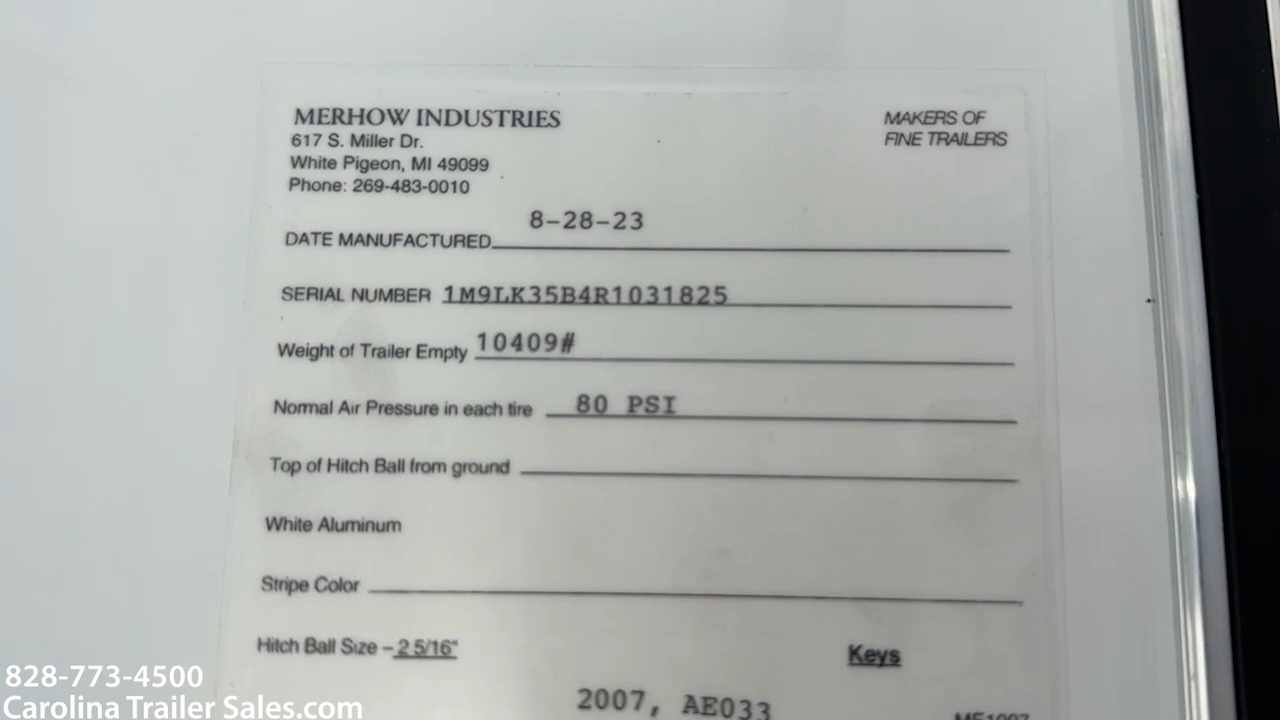 MERHOW INDUSTRIES
617 S. Miller Dr.
White Pigeon, MI 49099
Phone: 269-483-0010
MAKERS OF
FINE TRAILERS
DATE MANUFACTURED 8-28-23
SERIAL NUMBER 1M9LK35B4R1031825
Weight of Trailer Empty 10409#
Normal Air Pressure in each tire 80 PSI
Top of Hitch Ball from ground
White Aluminum
Stripe Color
Hitch Ball Size – 2 5/16"
Keys
2007, AE033
828-773-4500
Carolina Trailer Sales.com